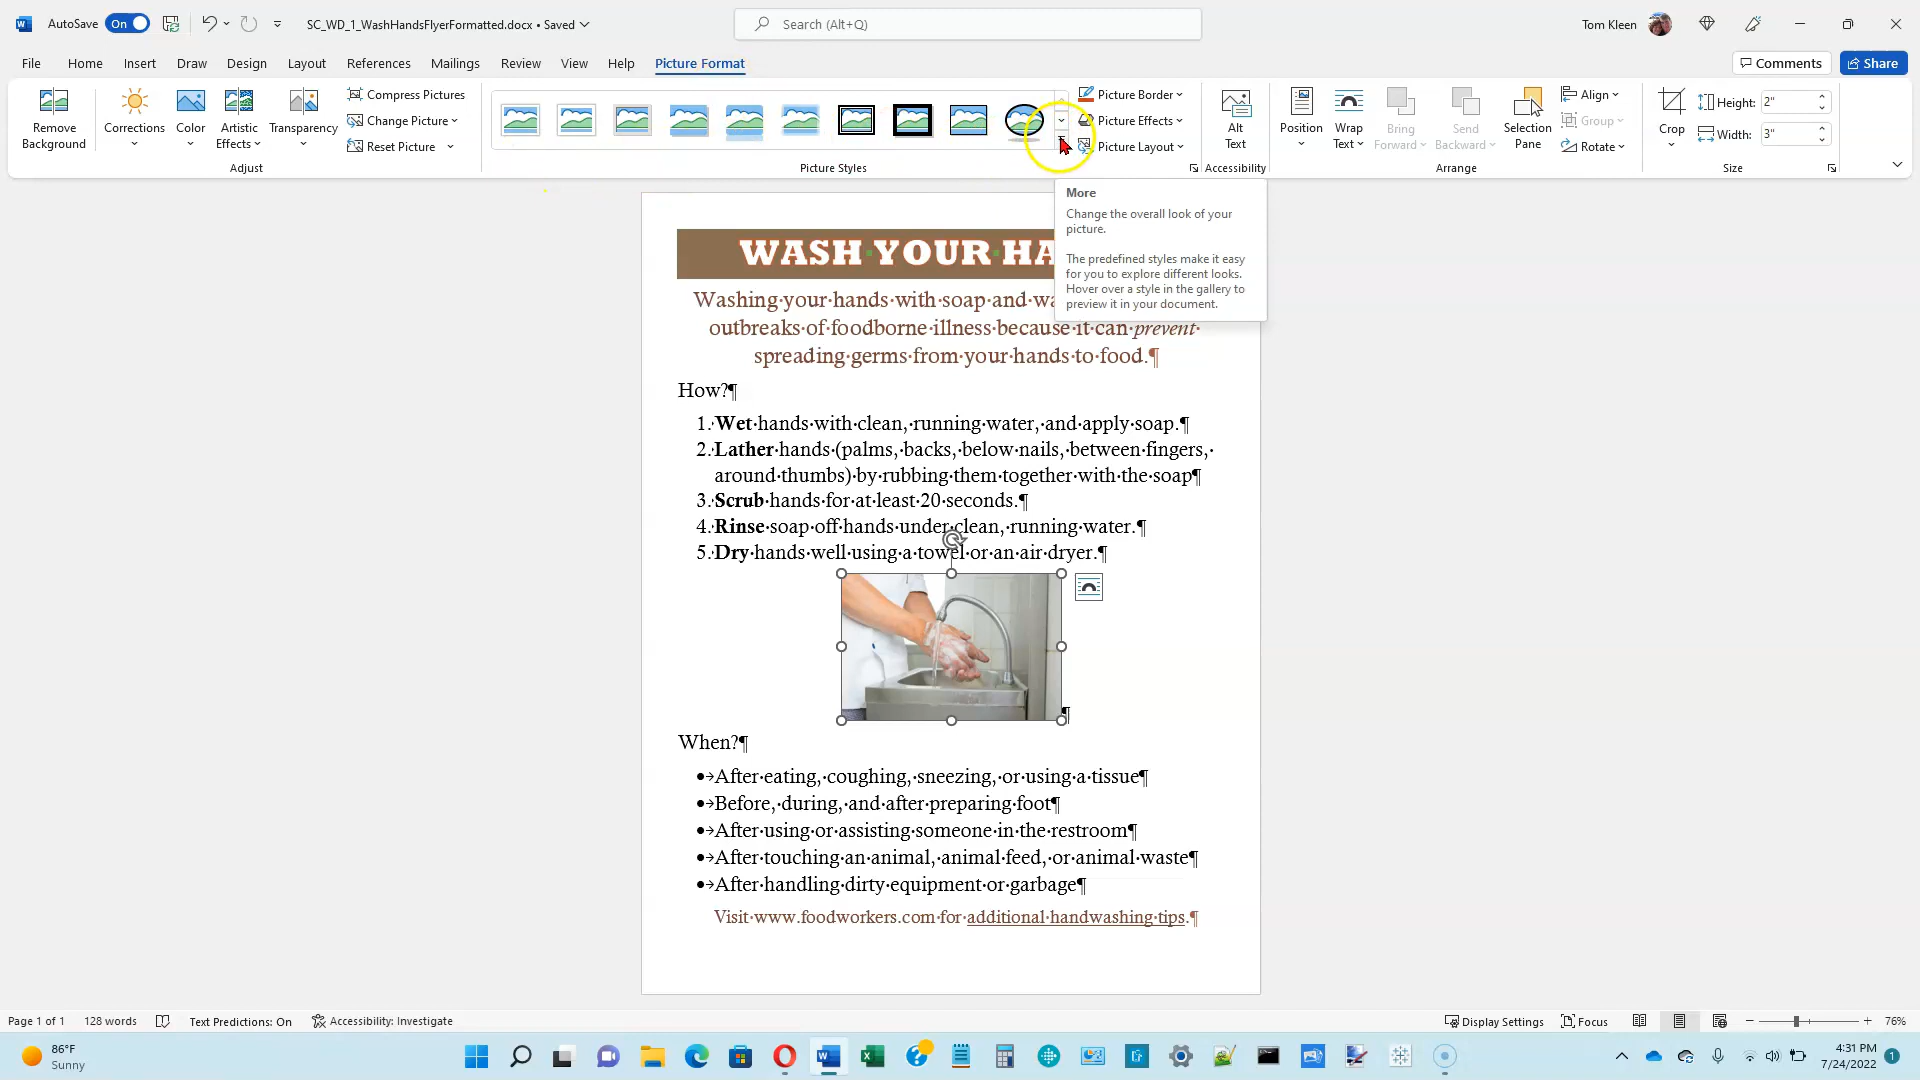 AutoSave On SC_WD_1_WashHandsFlyerFormatted.docx • Saved Search (Alt+Q) Tom Kleen
File Home Insert Draw Design Layout References Mailings Review View Help Picture Format Comments Share
Remove Background
Corrections
Color
Artistic Effects
Transparency
Compress Pictures
Change Picture
Reset Picture
Adjust
Picture Styles
Picture Border
Picture Effects
Picture Layout
Alt Text
Accessibility
Position
Wrap Text
Bring Forward
Send Backward
Selection Pane
Align
Group
Rotate
Arrange
Crop
Height: 2"
Width: 3"
Size
More
Change the overall look of your
picture.
The predefined styles make it easy
for you to explore different looks.
Hover over a style in the gallery to
preview it in your document.
WASH·YOUR·HA
Washing·your·hands·with·soap·and·wa
outbreaks·of·foodborne·illness·because·it·can·prevent·
spreading·germs·from·your·hands·to·food.¶
How?¶
1.·Wet·hands·with·clean,·running·water,·and·apply·soap.¶
2.·Lather·hands·(palms,·backs,·below·nails,·between·fingers,·
around·thumbs)·by·rubbing·them·together·with·the·soap¶
3.·Scrub·hands·for·at·least·20·seconds.¶
4.·Rinse·soap·off·hands·under·clean,·running·water.¶
5.·Dry·hands·well·using·a·towel·or·an·air·dryer.¶
¶
When?¶
•→After·eating,·coughing,·sneezing,·or·using·a·tissue¶
•→Before,·during,·and·after·preparing·foot¶
•→After·using·or·assisting·someone·in·the·restroom¶
•→After·touching·an·animal,·animal·feed,·or·animal·waste¶
•→After·handling·dirty·equipment·or·garbage¶
Visit·www.foodworkers.com·for·additional·handwashing·tips.¶
Page 1 of 1 128 words Text Predictions: On Accessibility: Investigate Display Settings Focus 76%
86°F
Sunny
4:31 PM
7/24/2022
1